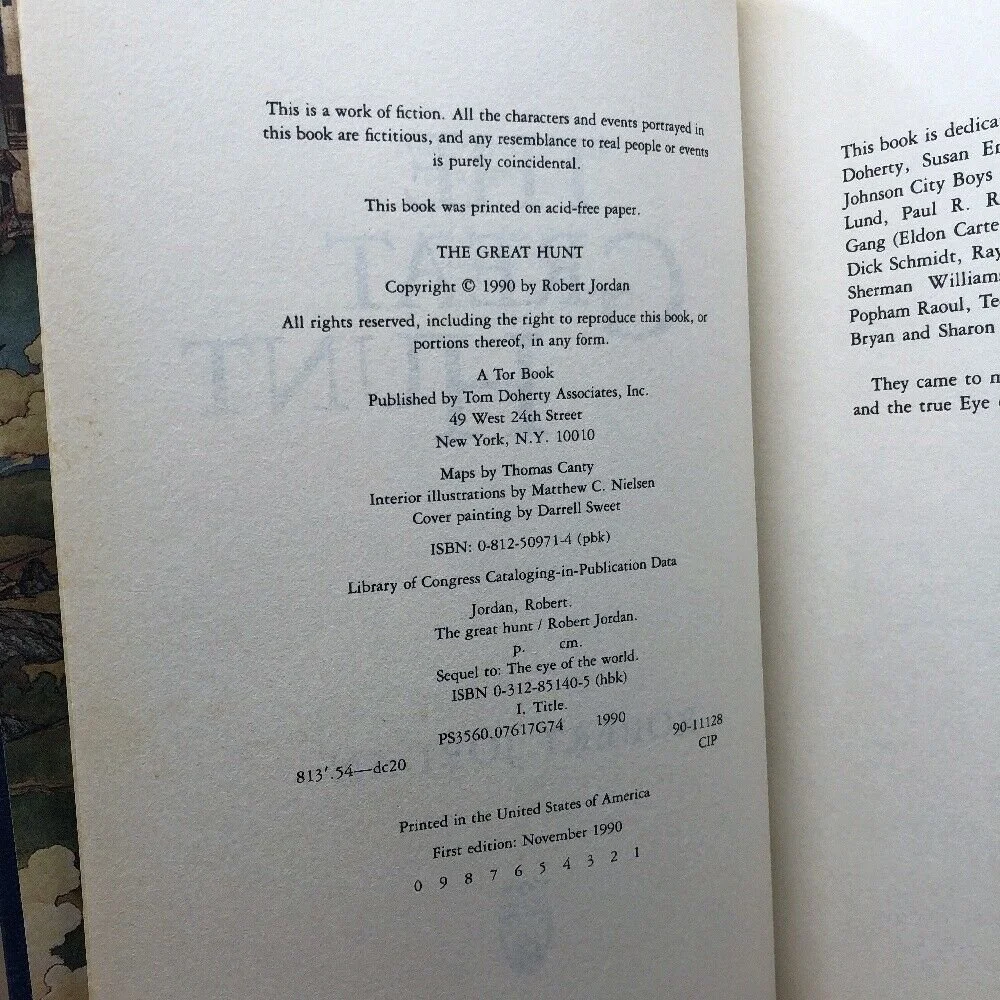 This is a work of fiction. All the characters and events portrayed in
this book are fictitious, and any resemblance to real people or events
is purely coincidental.
This book was printed on acid-free paper.
THE GREAT HUNT
Copyright © 1990 by Robert Jordan
All rights reserved, including the right to reproduce this book, or
portions thereof, in any form.
A Tor Book
Published by Tom Doherty Associates, Inc.
49 West 24th Street
New York, N.Y. 10010
Maps by Thomas Canty
Interior illustrations by Matthew C. Nielsen
Cover painting by Darrell Sweet
ISBN: 0-812-50971-4 (pbk)
Library of Congress Cataloging-in-Publication Data
Jordan, Robert.
The great hunt / Robert Jordan.
p. cm.
Sequel to: The eye of the world.
ISBN 0-312-85140-5 (hbk)
I. Title.
PS3560.07617G74 1990 90-11128
813'.54—dc20 CIP
Printed in the United States of America
First edition: November 1990
0 9 8 7 6 5 4 3 2 1
This book is dedica
Doherty, Susan
Johnson City Boys
Lund, Paul R. R
Gang (Eldon Carte
Dick Schmidt, Ray
Sherman Williams
Popham Raoul, Te
Bryan and Sharon
They came to m
and the true Eye